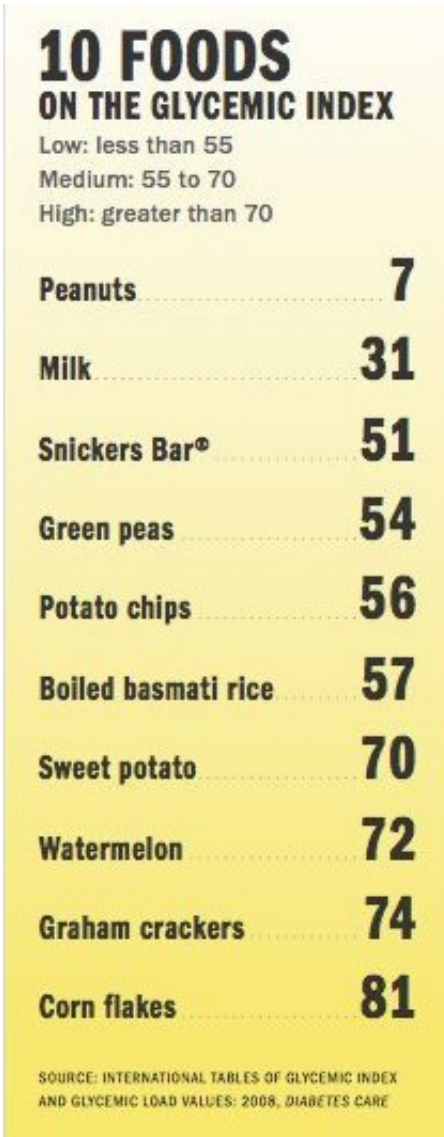 10 FOODS
ON THE GLYCEMIC INDEX
Low: less than 55
Medium: 55 to 70
High: greater than 70
Peanuts 7
Milk 31
Snickers Bar® 51
Green peas 54
Potato chips 56
Boiled basmati rice 57
Sweet potato 70
Watermelon 72
Graham crackers 74
Corn flakes 81
SOURCE: INTERNATIONAL TABLES OF GLYCEMIC INDEX
AND GLYCEMIC LOAD VALUES: 2008, DIABETES CARE